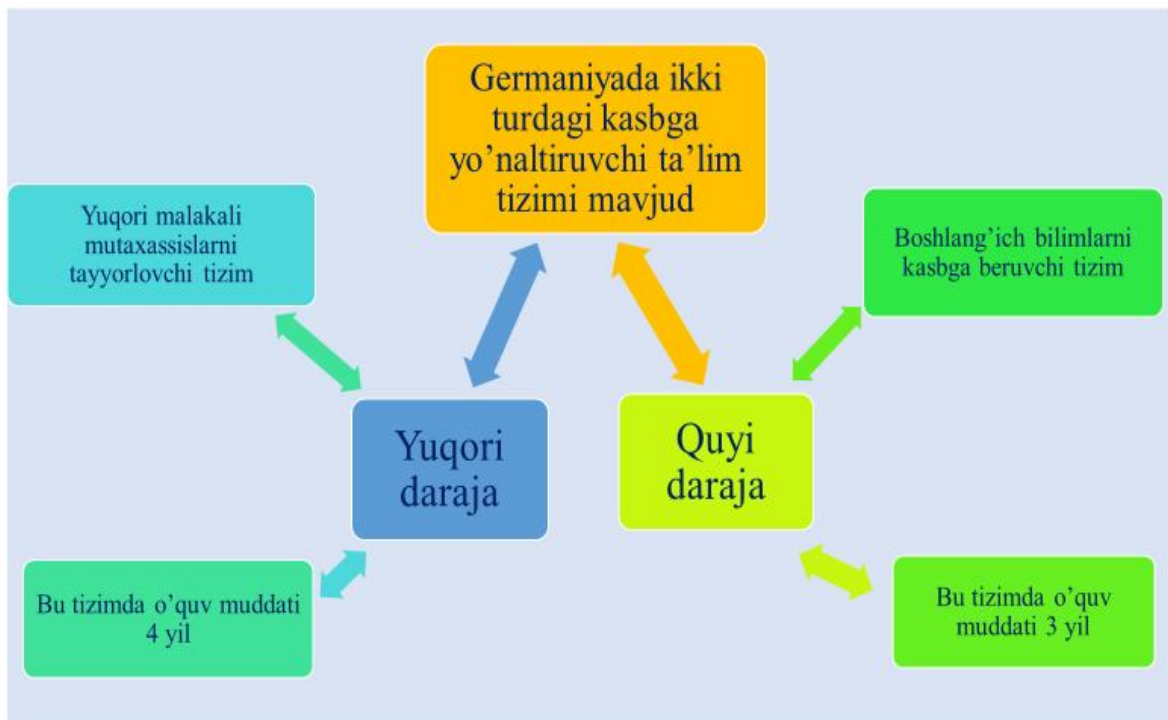 Germaniyada ikki
turdagi kasbga
yo’naltiruvchi ta’lim
tizimi mavjud
Yuqori malakali
mutaxassislarni
tayyorlovchi tizim
Boshlang’ich bilimlarni
kasbga beruvchi tizim
Yuqori
daraja
Quyi
daraja
Bu tizimda o’quv muddati
4 yil
Bu tizimda o’quv
muddati 3 yil